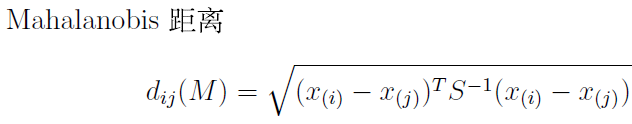 Mahalanobis 距离
d_{ij}(M) = \sqrt{(x_{(i)} − x_{(j)})^T S^{−1}(x_{(i)} − x_{(j)})}